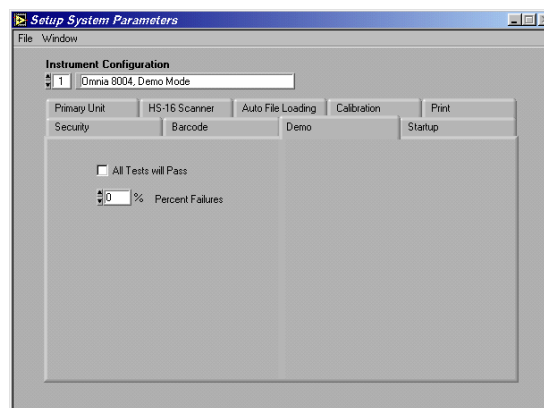 Setup System Parameters
File Window
Instrument Configuration
1 Omnia 8004, Demo Mode
Primary Unit HS-16 Scanner Auto File Loading Calibration Print
Security Barcode Demo Startup
All Tests will Pass
0 % Percent Failures